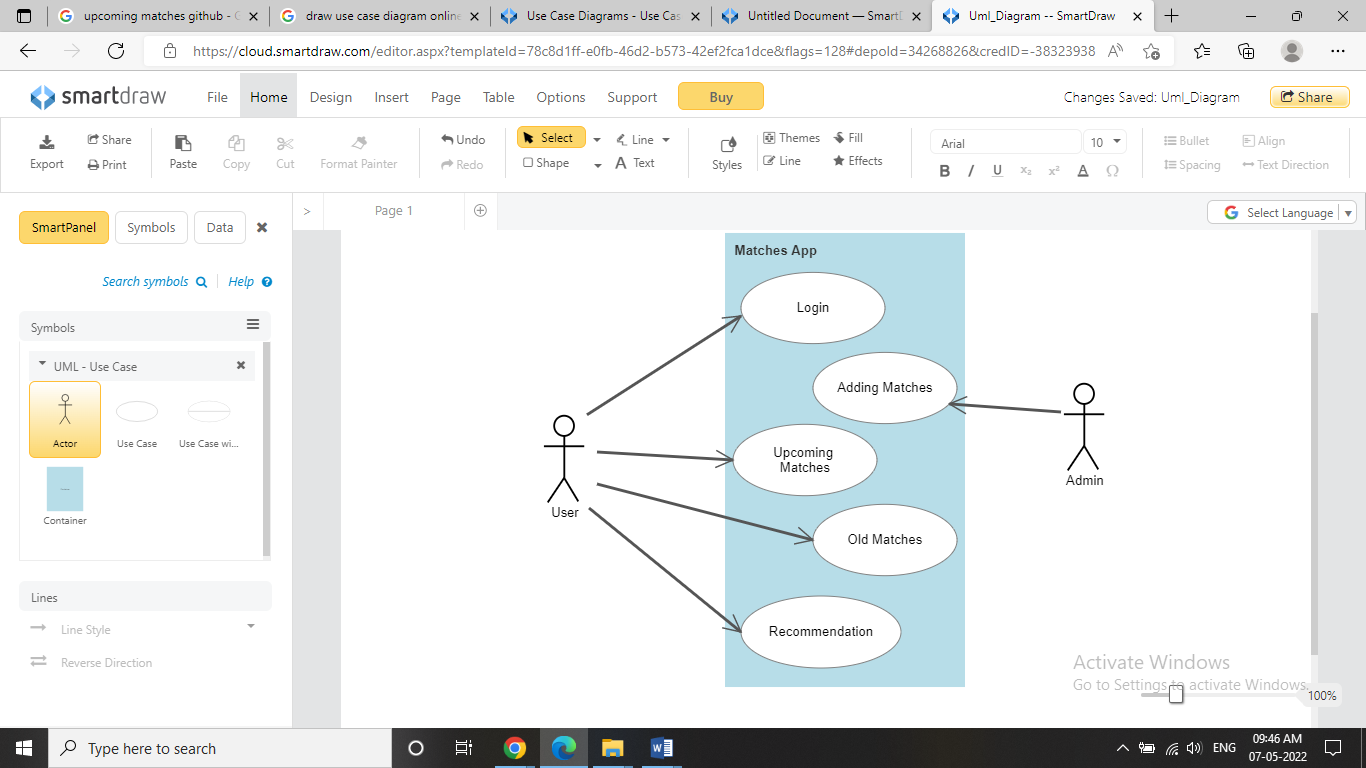 upcoming matches github - G
draw use case diagram online
Use Case Diagrams - Use Cas
Untitled Document — SmartD
Uml_Diagram -- SmartDraw
https://cloud.smartdraw.com/editor.aspx?templateId=78c8d1ff-e0fb-46d2-b573-42ef2fca1dce&flags=128#depoId=34268826&credID=-38323938
smartdraw
File
Home
Design
Insert
Page
Table
Options
Support
Buy
Changes Saved: Uml_Diagram
Share
Export
Share
Print
Paste
Copy
Cut
Format Painter
Undo
Redo
Select
Shape
Line
Text
Styles
Themes
Line
Fill
Effects
Arial
10
B I U x₂ x² A Ω
Bullet
Spacing
Align
Text Direction
SmartPanel
Symbols
Data
Page 1
Select Language
Search symbols
Help
Symbols
UML - Use Case
Actor
Use Case
Use Case wi...
Container
Lines
Line Style
Reverse Direction
Matches App
Login
Adding Matches
Upcoming
Matches
Old Matches
Recommendation
User
Admin
Activate Windows
Go to Settings to activate Windows.
100%
Type here to search
ENG
09:46 AM
07-05-2022